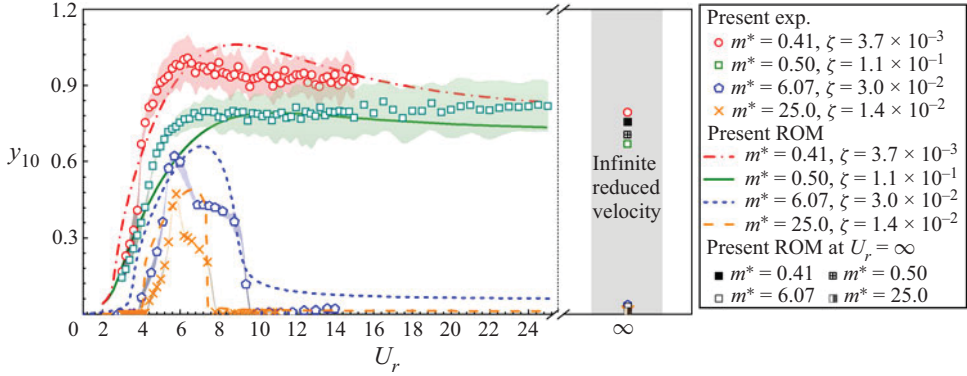 1.2
0.9
0.6
0.3
y₁₀
0 2 4 6 8 10 12 14 16 18 20 22 24 ∞
Uᵣ
Infinite
reduced
velocity
Present exp.
m* = 0.41, ζ = 3.7 × 10⁻³
m* = 0.50, ζ = 1.1 × 10⁻¹
m* = 6.07, ζ = 3.0 × 10⁻²
m* = 25.0, ζ = 1.4 × 10⁻²
Present ROM
m* = 0.41, ζ = 3.7 × 10⁻³
m* = 0.50, ζ = 1.1 × 10⁻¹
m* = 6.07, ζ = 3.0 × 10⁻²
m* = 25.0, ζ = 1.4 × 10⁻²
Present ROM at Uᵣ = ∞
m* = 0.41 m* = 0.50
m* = 6.07 m* = 25.0